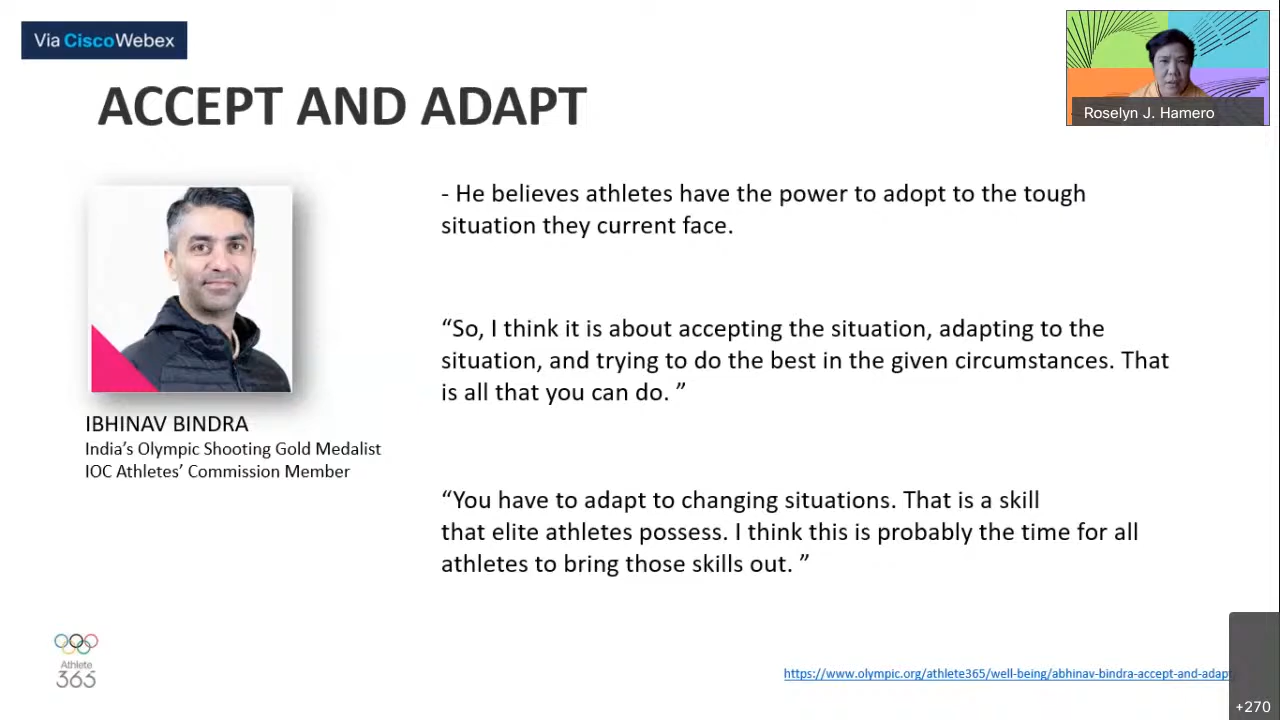 Via CiscoWebex
Roselyn J. Hamero
ACCEPT AND ADAPT
- He believes athletes have the power to adopt to the tough
situation they current face.
“So, I think it is about accepting the situation, adapting to the
situation, and trying to do the best in the given circumstances. That
is all that you can do. ”
IBHINAV BINDRA
India’s Olympic Shooting Gold Medalist
IOC Athletes’ Commission Member
“You have to adapt to changing situations. That is a skill
that elite athletes possess. I think this is probably the time for all
athletes to bring those skills out. ”
Athlete
365
https://www.olympic.org/athlete365/well-being/abhinav-bindra-accept-and-adapt
+270